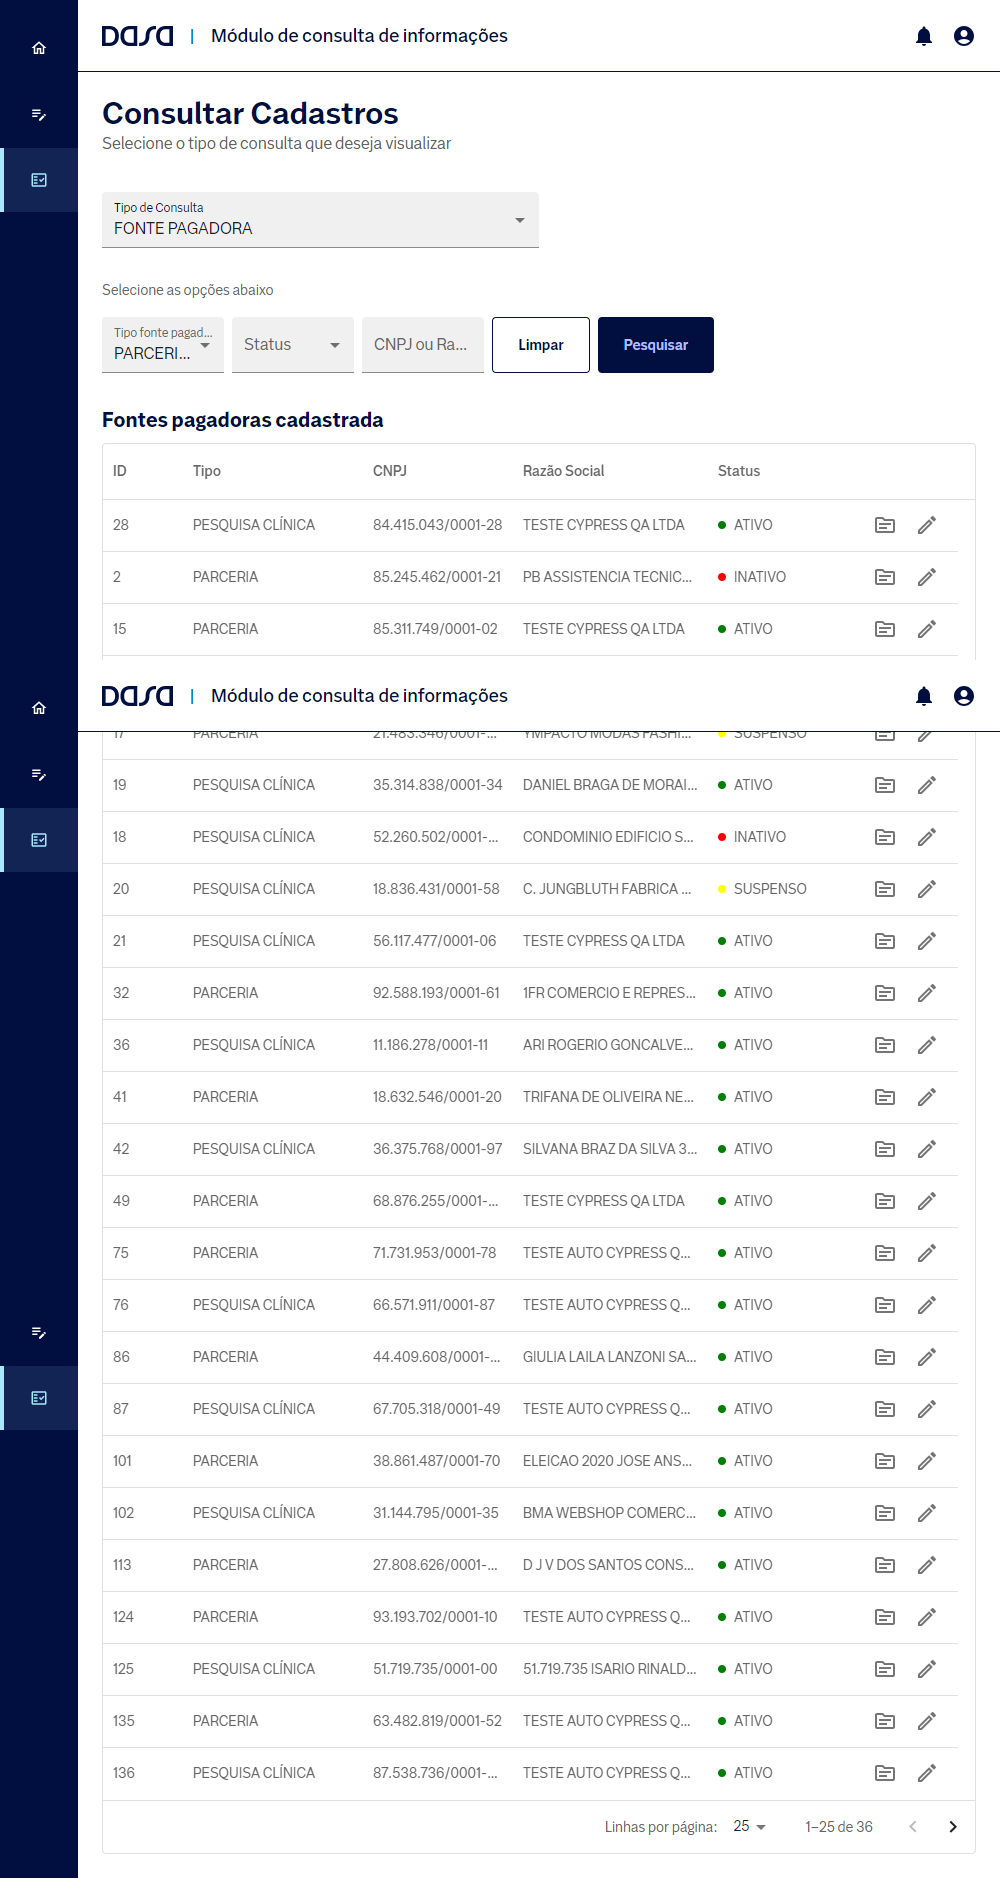 Dasa | Módulo de consulta de informações
Consultar Cadastros
Selecione o tipo de consulta que deseja visualizar
Tipo de Consulta
FONTE PAGADORA
Selecione as opções abaixo
Tipo fonte pagad...
PARCERI... Status CNPJ ou Ra... Limpar Pesquisar
Fontes pagadoras cadastrada
ID Tipo CNPJ Razão Social Status
28 PESQUISA CLÍNICA 84.415.043/0001-28 TESTE CYPRESS QA LTDA ATIVO
2 PARCERIA 85.245.462/0001-21 PB ASSISTENCIA TECNIC... INATIVO
15 PARCERIA 85.311.749/0001-02 TESTE CYPRESS QA LTDA ATIVO
Dasa | Módulo de consulta de informações
17 PARCERIA 21.483.346/0001-... YMPACTO MODAS FASHI... SUSPENSO
19 PESQUISA CLÍNICA 35.314.838/0001-34 DANIEL BRAGA DE MORAI... ATIVO
18 PESQUISA CLÍNICA 52.260.502/0001-... CONDOMINIO EDIFICIO S... INATIVO
20 PESQUISA CLÍNICA 18.836.431/0001-58 C. JUNGBLUTH FABRICA ... SUSPENSO
21 PESQUISA CLÍNICA 56.117.477/0001-06 TESTE CYPRESS QA LTDA ATIVO
32 PARCERIA 92.588.193/0001-61 1FR COMERCIO E REPRES... ATIVO
36 PESQUISA CLÍNICA 11.186.278/0001-11 ARI ROGERIO GONCALVE... ATIVO
41 PARCERIA 18.632.546/0001-20 TRIFANA DE OLIVEIRA NE... ATIVO
42 PESQUISA CLÍNICA 36.375.768/0001-97 SILVANA BRAZ DA SILVA 3... ATIVO
49 PARCERIA 68.876.255/0001-... TESTE CYPRESS QA LTDA ATIVO
75 PARCERIA 71.731.953/0001-78 TESTE AUTO CYPRESS Q... ATIVO
76 PESQUISA CLÍNICA 66.571.911/0001-87 TESTE AUTO CYPRESS Q... ATIVO
86 PARCERIA 44.409.608/0001-... GIULIA LAILA LANZONI SA... ATIVO
87 PESQUISA CLÍNICA 67.705.318/0001-49 TESTE AUTO CYPRESS Q... ATIVO
101 PARCERIA 38.861.487/0001-70 ELEICAO 2020 JOSE ANS... ATIVO
102 PESQUISA CLÍNICA 31.144.795/0001-35 BMA WEBSHOP COMERC... ATIVO
113 PARCERIA 27.808.626/0001-... D J V DOS SANTOS CONS... ATIVO
124 PARCERIA 93.193.702/0001-10 TESTE AUTO CYPRESS Q... ATIVO
125 PESQUISA CLÍNICA 51.719.735/0001-00 51.719.735 ISARIO RINALD... ATIVO
135 PARCERIA 63.482.819/0001-52 TESTE AUTO CYPRESS Q... ATIVO
136 PESQUISA CLÍNICA 87.538.736/0001-... TESTE AUTO CYPRESS Q... ATIVO
Linhas por página: 25 1–25 de 36